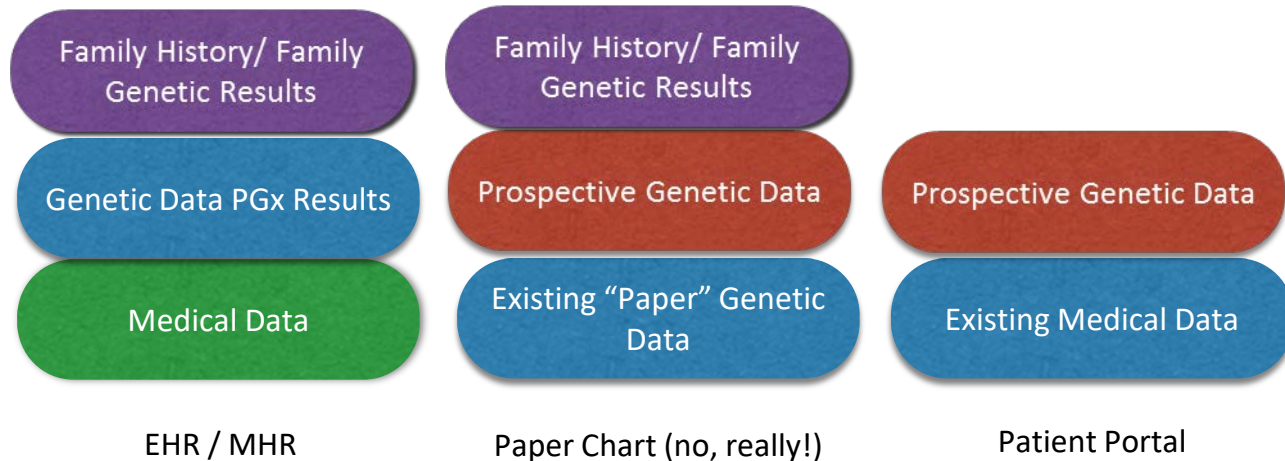 Family History/ Family
Genetic Results
Genetic Data PGx Results
Medical Data
EHR / MHR
Family History/ Family
Genetic Results
Prospective Genetic Data
Existing “Paper” Genetic
Data
Paper Chart (no, really!)
Prospective Genetic Data
Existing Medical Data
Patient Portal